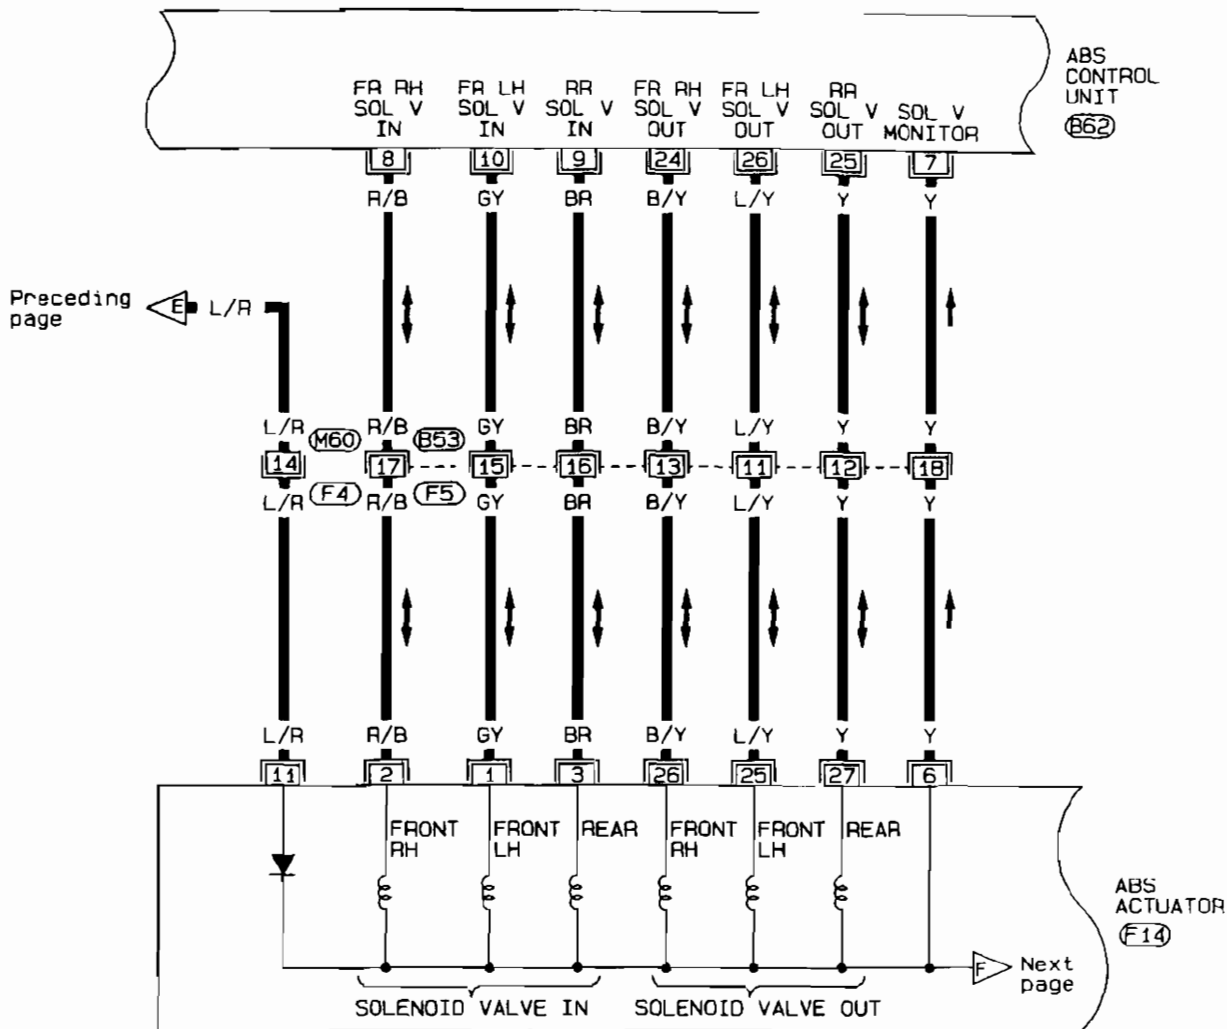 ABS
CONTROL
UNIT
B62
FR RH
SOL V
IN
FR LH
SOL V
IN
RR
SOL V
IN
FR RH
SOL V
OUT
FR LH
SOL V
OUT
RR
SOL V
OUT
SOL V
MONITOR
8 10 9 24 26 25 7
R/B GY BR B/Y L/Y Y Y
Preceding
page
E L/R
L/R M60 R/B B53 GY BR B/Y L/Y Y Y
14 17 15 16 13 11 12 18
L/R F4 R/B F5 GY BR B/Y L/Y Y Y
L/R R/B GY BR B/Y L/Y Y Y
11 2 1 3 26 25 27 6
FRONT
RH
FRONT
LH
REAR
FRONT
RH
FRONT
LH
REAR
ABS
ACTUATOR
F14
F Next
page
SOLENOID VALVE IN SOLENOID VALVE OUT